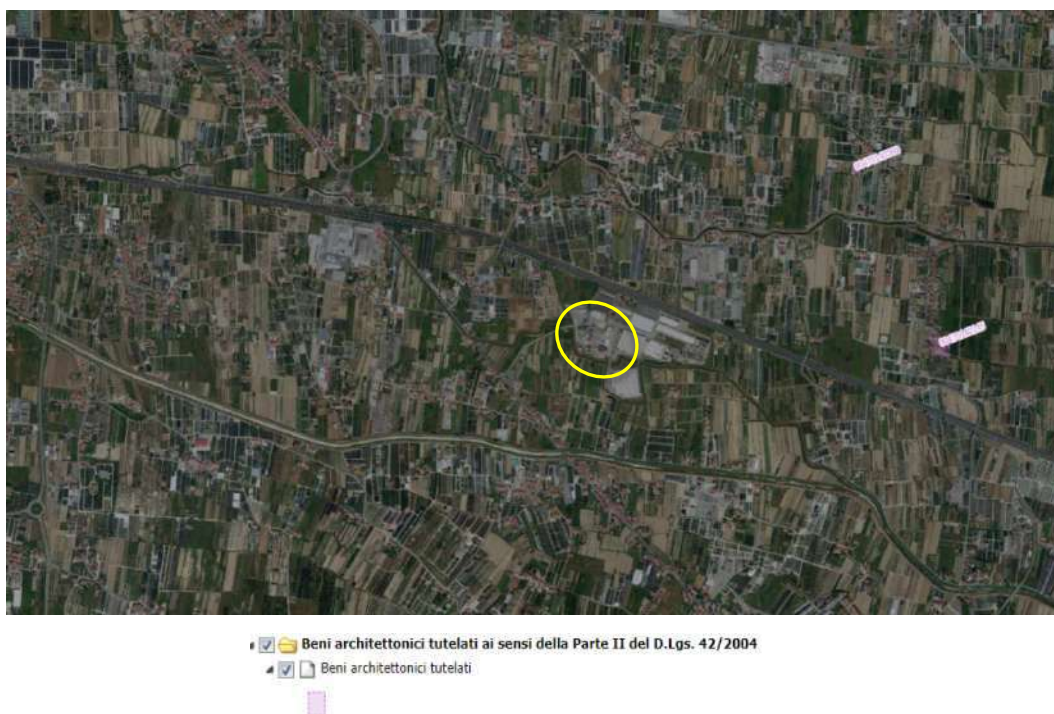 Beni architettonici tutelati ai sensi della Parte II del D.Lgs. 42/2004
Beni architettonici tutelati